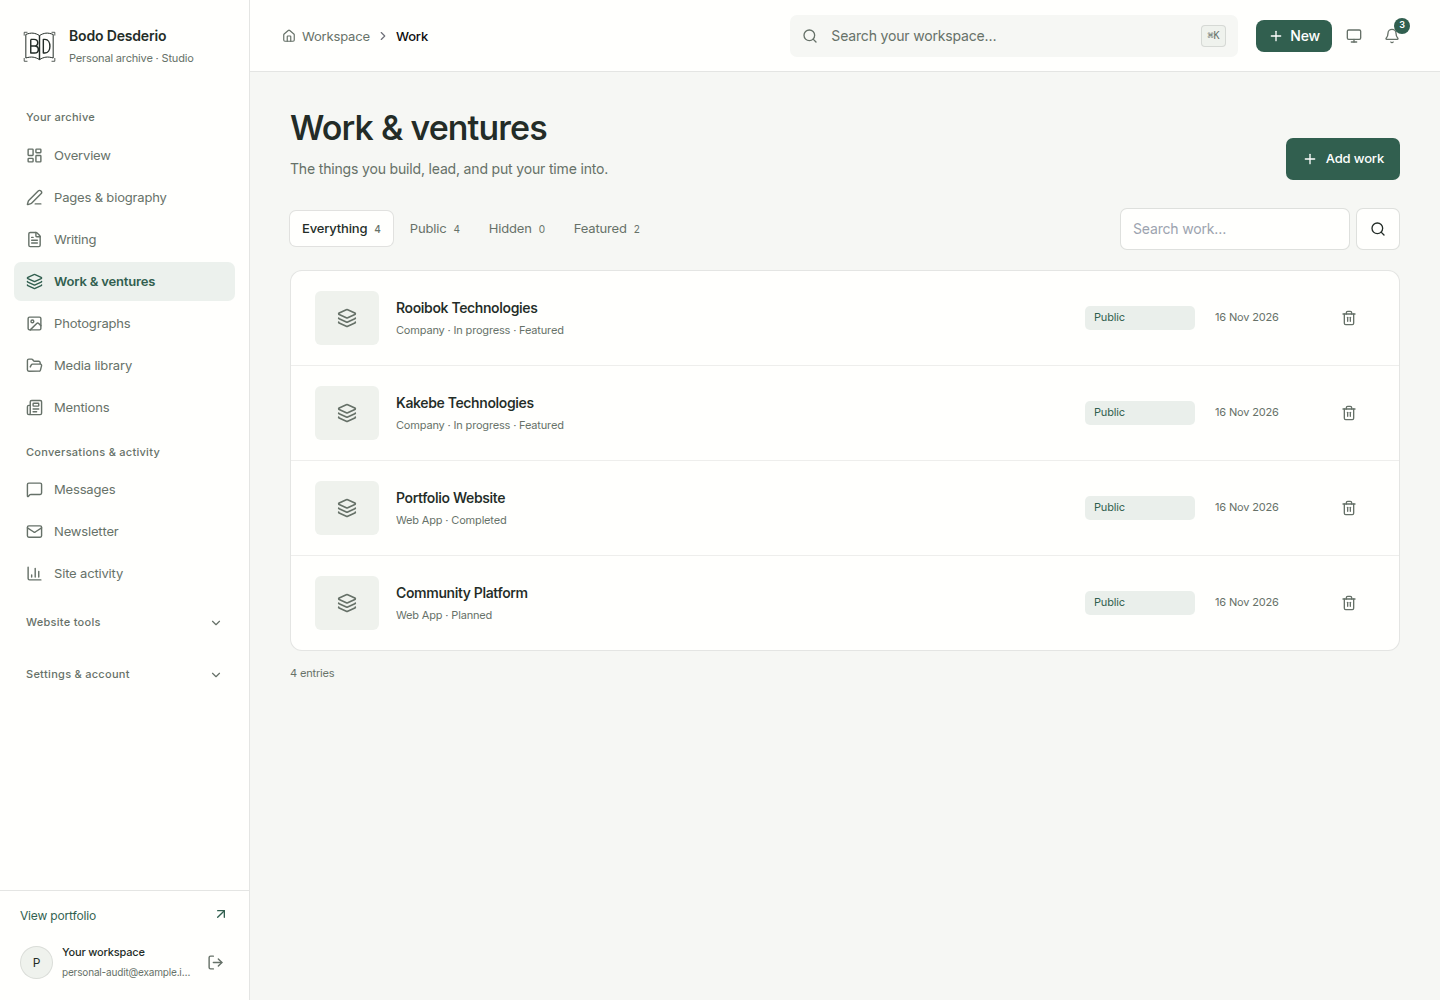 BD
Bodo Desderio
Personal archive · Studio
Your archive
Overview
Pages & biography
Writing
Work & ventures
Photographs
Media library
Mentions
Conversations & activity
Messages
Newsletter
Site activity
Website tools
Settings & account
View portfolio
P
Your workspace
personal-audit@example.i...
Workspace > Work
Search your workspace...
⌘K
New
3
Work & ventures
The things you build, lead, and put your time into.
Add work
Everything 4
Public 4
Hidden 0
Featured 2
Search work...
Rooibok Technologies
Company · In progress · Featured
Public
16 Nov 2026
Kakebe Technologies
Company · In progress · Featured
Public
16 Nov 2026
Portfolio Website
Web App · Completed
Public
16 Nov 2026
Community Platform
Web App · Planned
Public
16 Nov 2026
4 entries